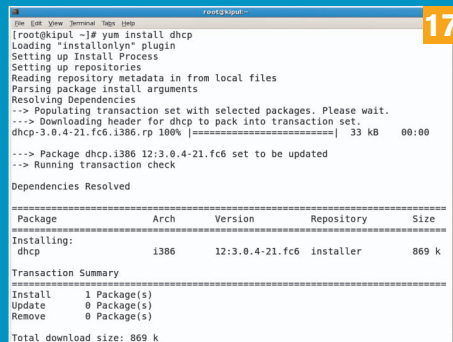 17
root@kipul:~
File Edit View Terminal Tabs Help
[root@kipul ~]# yum install dhcp
Loading "installonlyn" plugin
Setting up Install Process
Setting up repositories
Reading repository metadata in from local files
Parsing package install arguments
Resolving Dependencies
--> Populating transaction set with selected packages. Please wait.
---> Downloading header for dhcp to pack into transaction set.
dhcp-3.0.4-21.fc6.i386.rp 100% |=========================| 33 kB 00:00
---> Package dhcp.i386 12:3.0.4-21.fc6 set to be updated
--> Running transaction check
Dependencies Resolved
=============================================================================
Package Arch Version Repository Size
=============================================================================
Installing:
dhcp i386 12:3.0.4-21.fc6 installer 869 k
Transaction Summary
=============================================================================
Install 1 Package(s)
Update 0 Package(s)
Remove 0 Package(s)
Total download size: 869 k